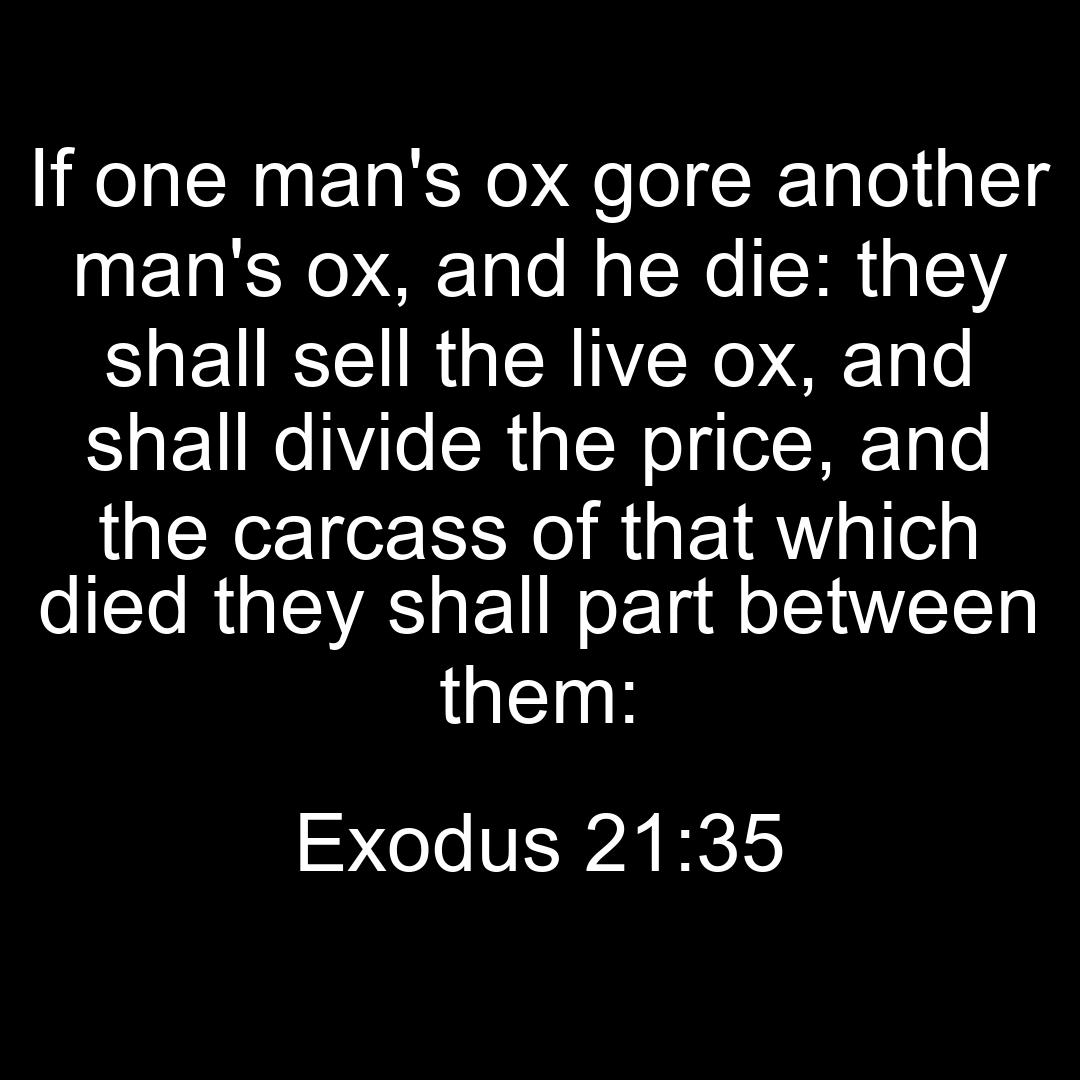 If one man's ox gore another
man's ox, and he die: they
shall sell the live ox, and
shall divide the price, and
the carcass of that which
died they shall part between
them:
Exodus 21:35